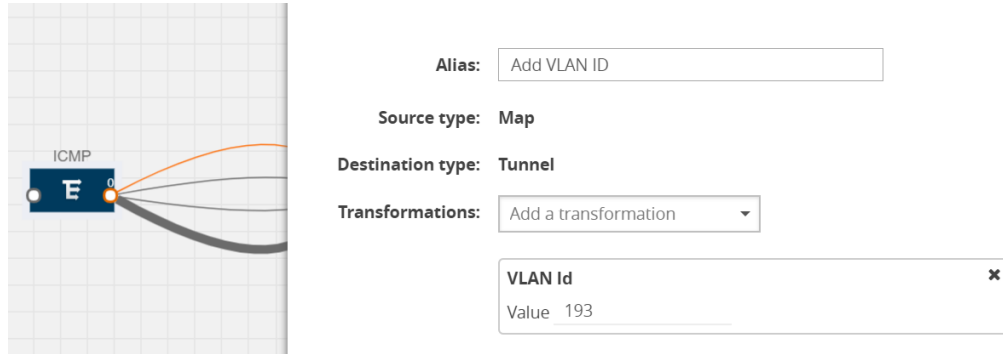 ICMP
0
Alias: Add VLAN ID
Source type: Map
Destination type: Tunnel
Transformations: Add a transformation
VLAN Id
Value 193